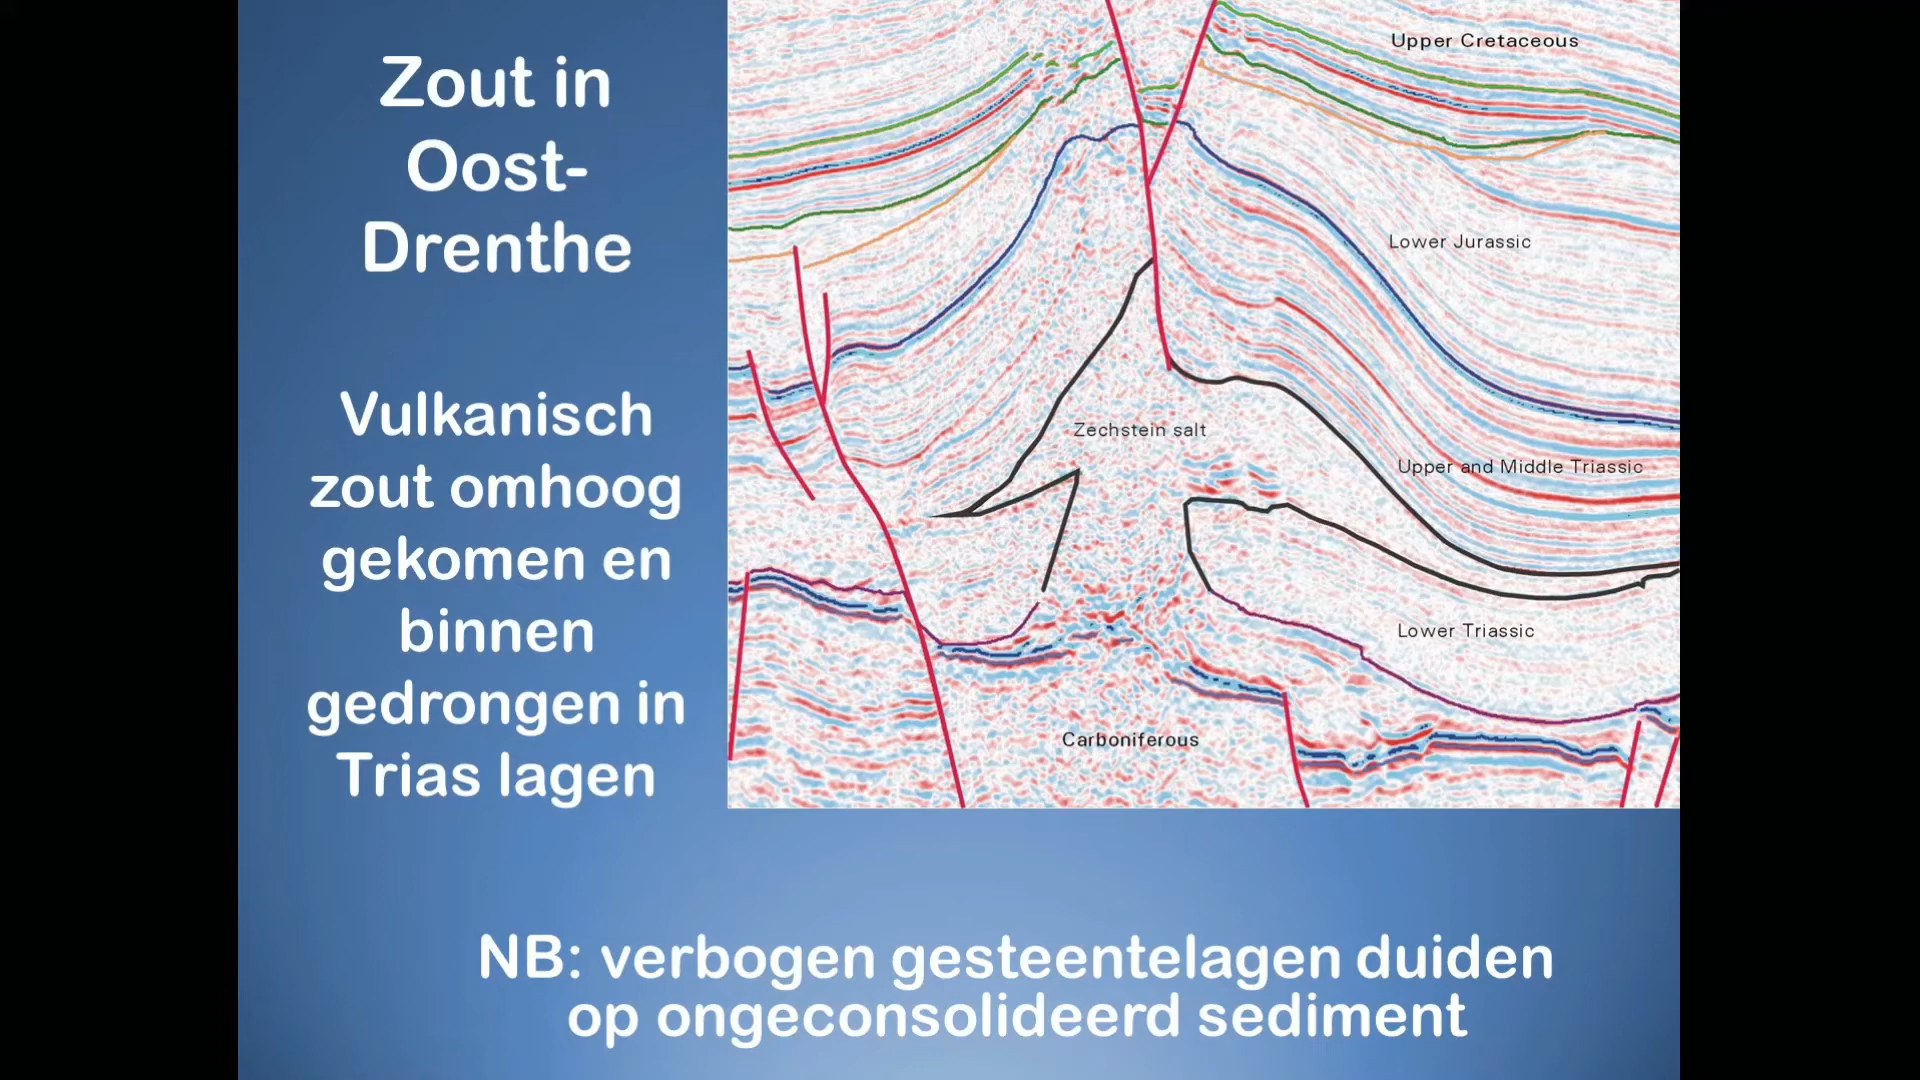 Zout in
Oost-
Drenthe
Vulkanisch
zout omhoog
gekomen en
binnen
gedrongen in
Trias lagen
Upper Cretaceous
Lower Jurassic
Zechstein salt
Upper and Middle Triassic
Lower Triassic
Carboniferous
NB: verbogen gesteentelagen duiden
op ongeconsolideerd sediment